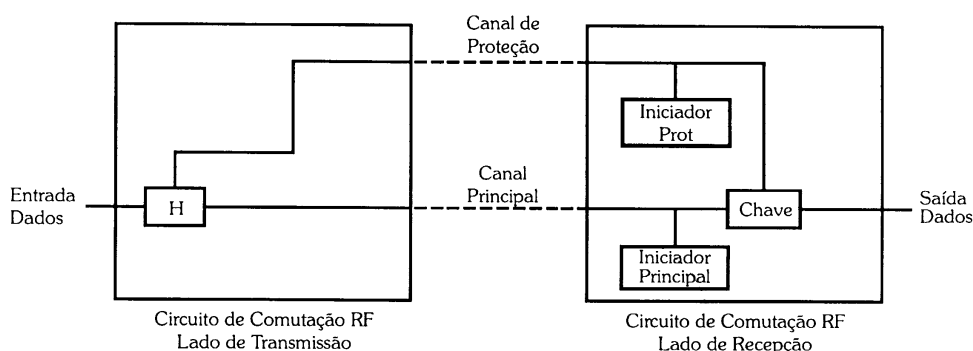 Canal de
Proteção
Iniciador
Prot
Entrada
Dados
H
Canal
Principal
Chave
Saída
Dados
Iniciador
Principal
Circuito de Comutação RF
Lado de Transmissão
Circuito de Comutação RF
Lado de Recepção